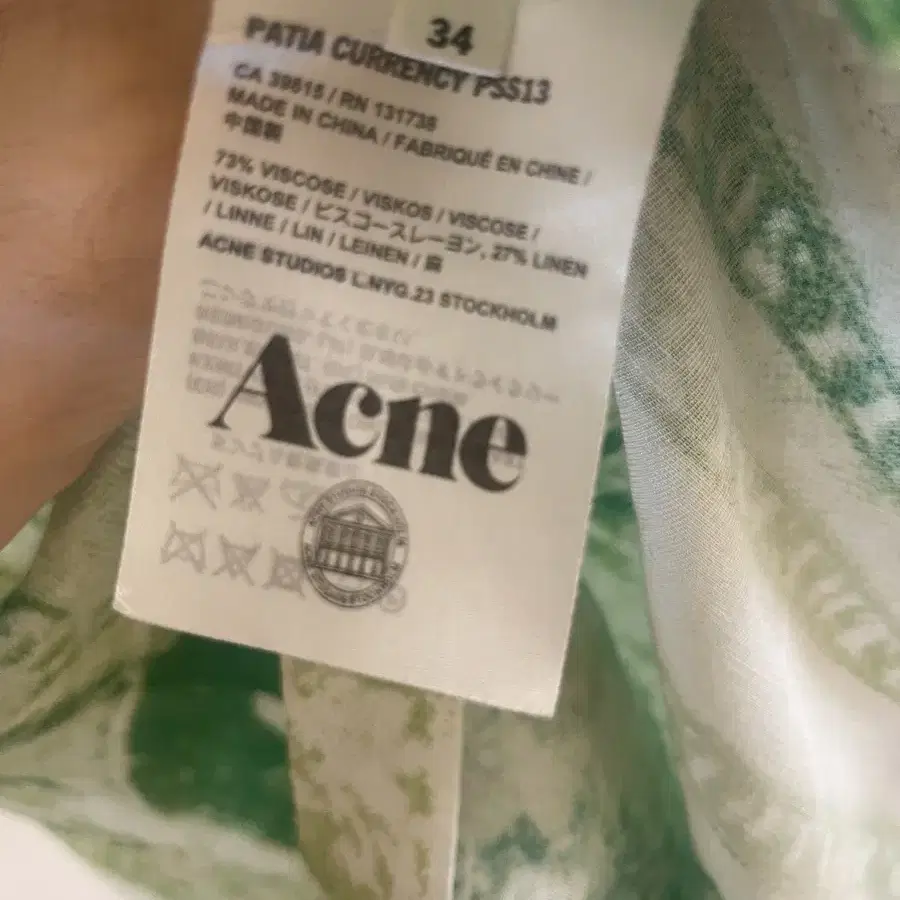 34
PATIA CURRENCY PSS13
CA 39615 / RN 131738
MADE IN CHINA / FABRIQUÉ EN CHINE /
中国製
73% VISCOSE / VISKOS / VISCOSE /
VISKOSE / ビスコースレーヨン, 27% LINEN
/ LINNE / LIN / LEINEN / 麻
ACNE STUDIOS L.NYG.23 STOCKHOLM
Acne